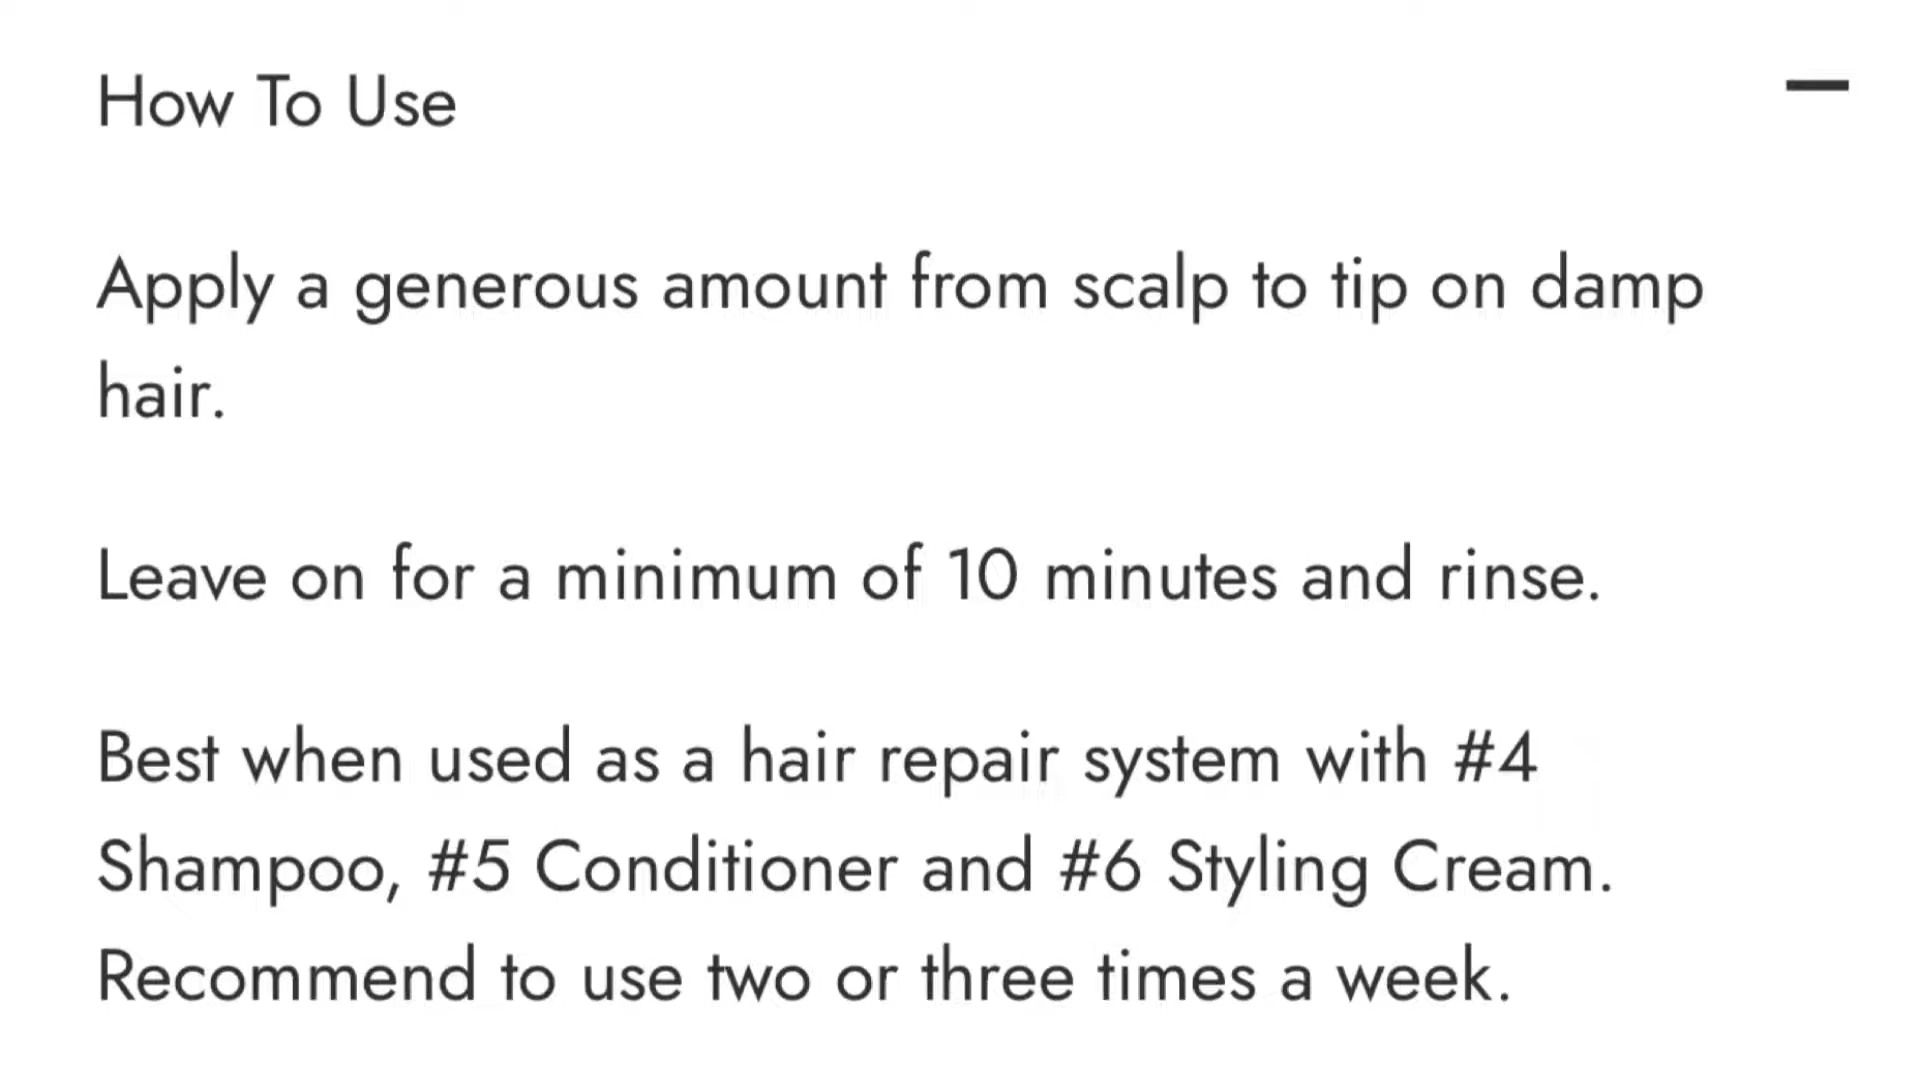 How To Use
Apply a generous amount from scalp to tip on damp
hair.
Leave on for a minimum of 10 minutes and rinse.
Best when used as a hair repair system with #4
Shampoo, #5 Conditioner and #6 Styling Cream.
Recommend to use two or three times a week.